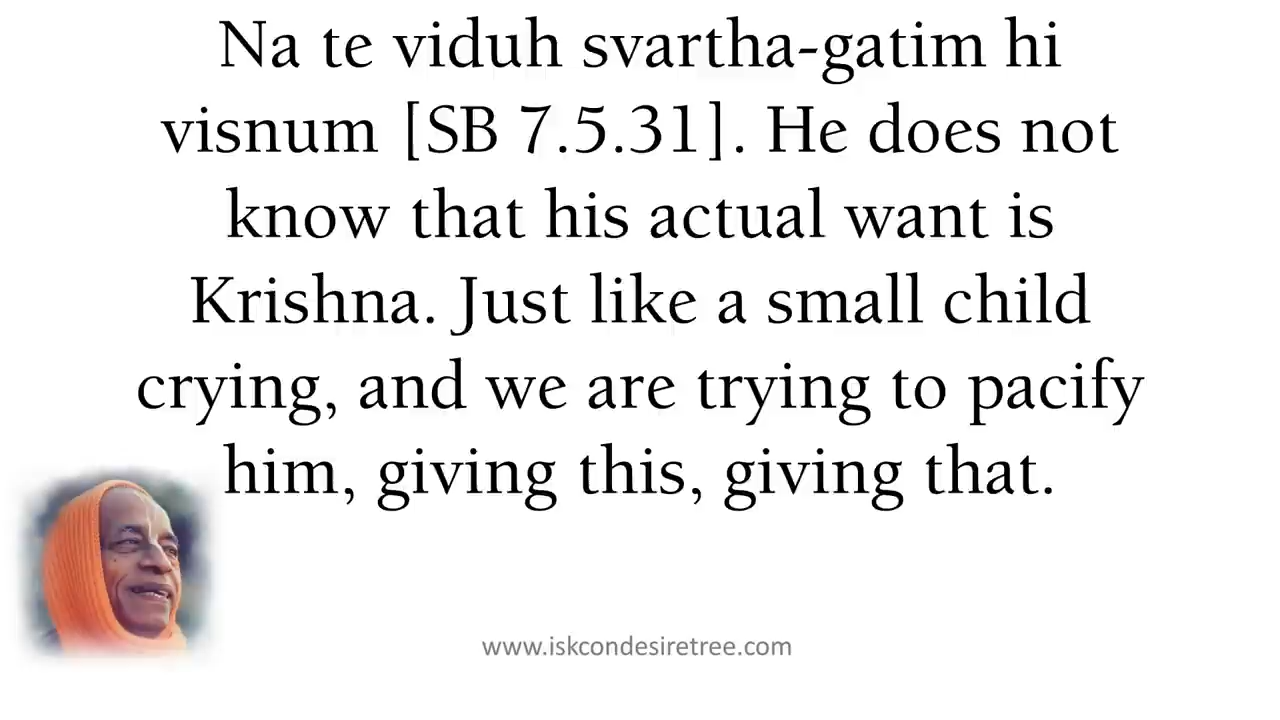 Na te viduh svartha-gatim hi
visnum [SB 7.5.31]. He does not
know that his actual want is
Krishna. Just like a small child
crying, and we are trying to pacify
him, giving this, giving that.
www.iskcondesiretree.com